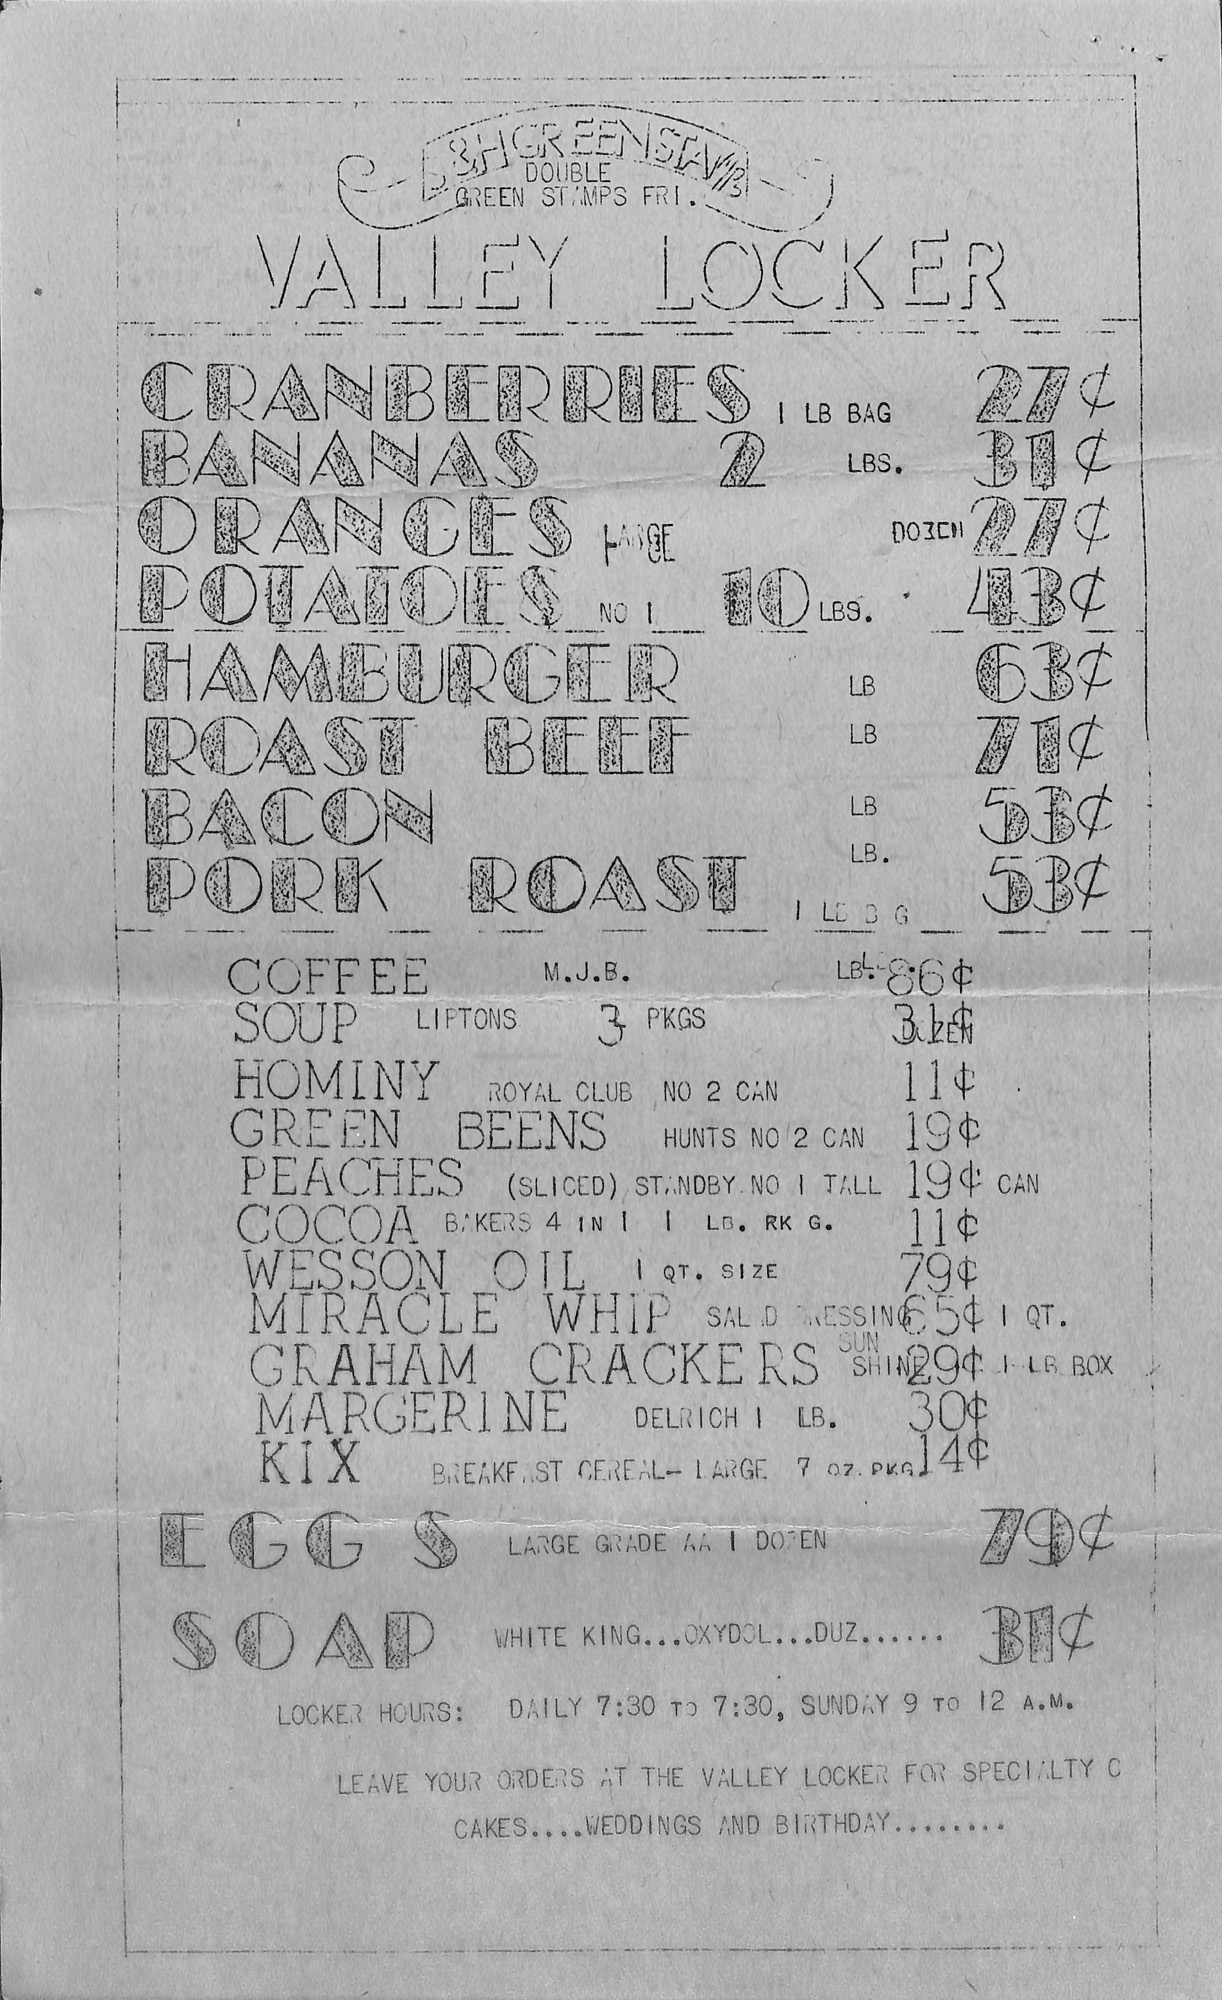 S&H GREEN STAMPS
DOUBLE
GREEN STAMPS FRI.
VALLEY LOCKER
CRANBERRIES 1 LB BAG 27¢
BANANAS 2 LBS. 31¢
ORANGES LARGE DOZEN 27¢
POTATOES NO 1 10 LBS. 43¢
HAMBURGER LB 63¢
ROAST BEEF LB 71¢
BACON LB 53¢
PORK ROAST LB. 53¢
1 LB B G
COFFEE M.J.B. LB. 86¢
SOUP LIPTONS 3 PKGS 31¢
HOMINY ROYAL CLUB NO 2 CAN 11¢
GREEN BEENS HUNTS NO 2 CAN 19¢
PEACHES (SLICED) STANDBY NO 1 TALL 19¢ CAN
COCOA BAKERS 4 IN 1 1 LB. RK G. 11¢
WESSON OIL 1 QT. SIZE 79¢
MIRACLE WHIP SALAD DRESSING 65¢ 1 QT.
GRAHAM CRACKERS SUN SHINE 29¢ 1 LB BOX
MARGERINE DELRICH 1 LB. 30¢
KIX BREAKFAST CEREAL- LARGE 7 OZ. PKG. 14¢
EGGS LARGE GRADE AA 1 DOZEN 79¢
SOAP WHITE KING...OXYDOL...DUZ...... 31¢
LOCKER HOURS: DAILY 7:30 TO 7:30, SUNDAY 9 TO 12 A.M.
LEAVE YOUR ORDERS AT THE VALLEY LOCKER FOR SPECIALTY C
CAKES....WEDDINGS AND BIRTHDAY........